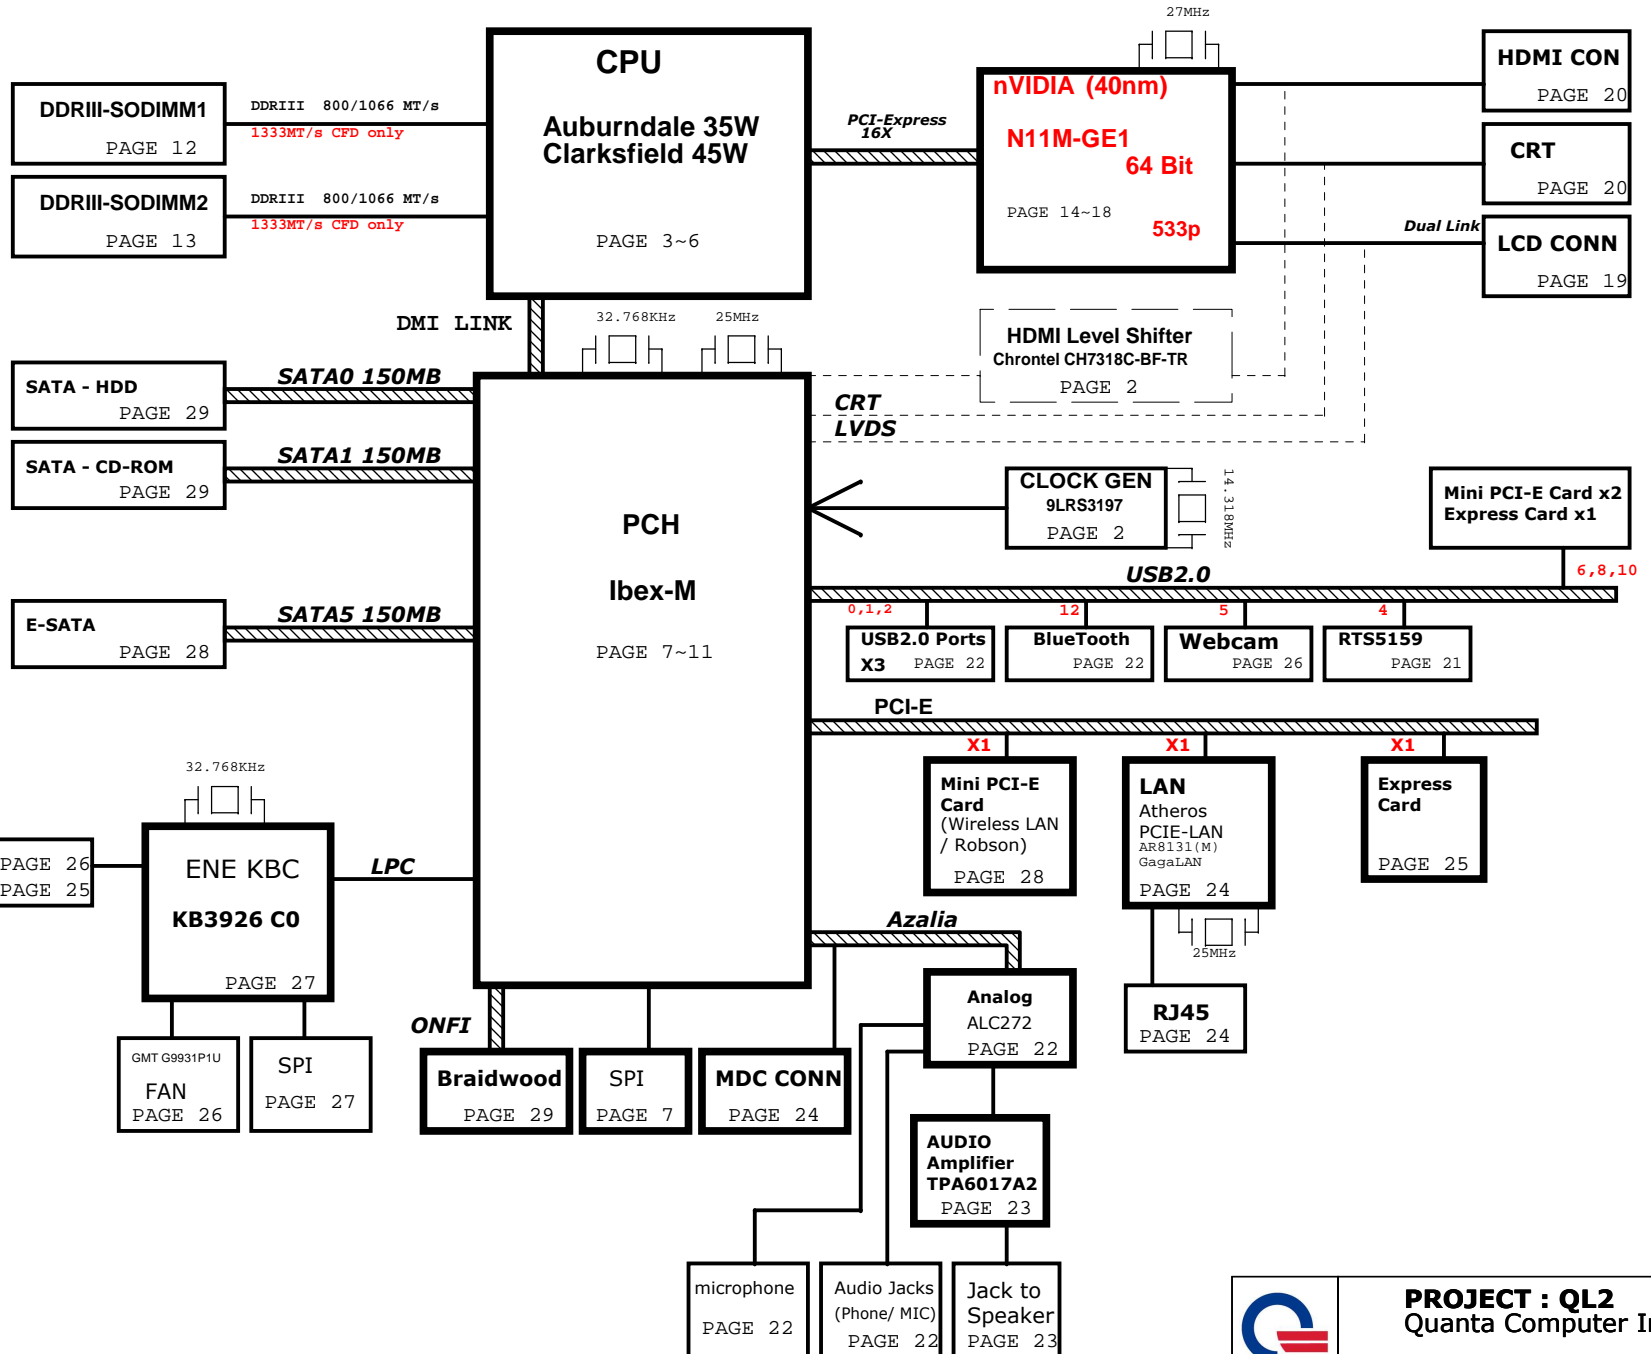 27MHz
CPU
Auburndale 35W
Clarksfield 45W
PAGE 3~6
DDRIII-SODIMM1
PAGE 12
DDRIII 800/1066 MT/s
1333MT/s CFD only
DDRIII-SODIMM2
PAGE 13
DDRIII 800/1066 MT/s
1333MT/s CFD only
PCI-Express
16X
nVIDIA (40nm)
N11M-GE1
64 Bit
PAGE 14~18
533p
HDMI CON
PAGE 20
CRT
PAGE 20
Dual Link
LCD CONN
PAGE 19
DMI LINK
32.768KHz
25MHz
HDMI Level Shifter
Chrontel CH7318C-BF-TR
PAGE 2
CRT
LVDS
SATA - HDD
PAGE 29
SATA0 150MB
SATA - CD-ROM
PAGE 29
SATA1 150MB
E-SATA
PAGE 28
SATA5 150MB
PCH
Ibex-M
PAGE 7~11
CLOCK GEN
9LRS3197
PAGE 2
14.318MHz
Mini PCI-E Card x2
Express Card x1
USB2.0
6,8,10
0,1,2
12
5
4
USB2.0 Ports
X3 PAGE 22
BlueTooth
PAGE 22
Webcam
PAGE 26
RTS5159
PAGE 21
PCI-E
X1
X1
X1
Mini PCI-E
Card
(Wireless LAN
/ Robson)
PAGE 28
LAN
Atheros
PCIE-LAN
AR8131(M)
GagaLAN
PAGE 24
25MHz
Express
Card
PAGE 25
RJ45
PAGE 24
32.768KHz
PAGE 26
PAGE 25
ENE KBC
KB3926 C0
PAGE 27
LPC
GMT G9931P1U
FAN
PAGE 26
SPI
PAGE 27
ONFI
Braidwood
PAGE 29
SPI
PAGE 7
MDC CONN
PAGE 24
Azalia
Analog
ALC272
PAGE 22
AUDIO
Amplifier
TPA6017A2
PAGE 23
microphone
PAGE 22
Audio Jacks
(Phone/ MIC)
PAGE 22
Jack to
Speaker
PAGE 23
PROJECT : QL2
Quanta Computer In